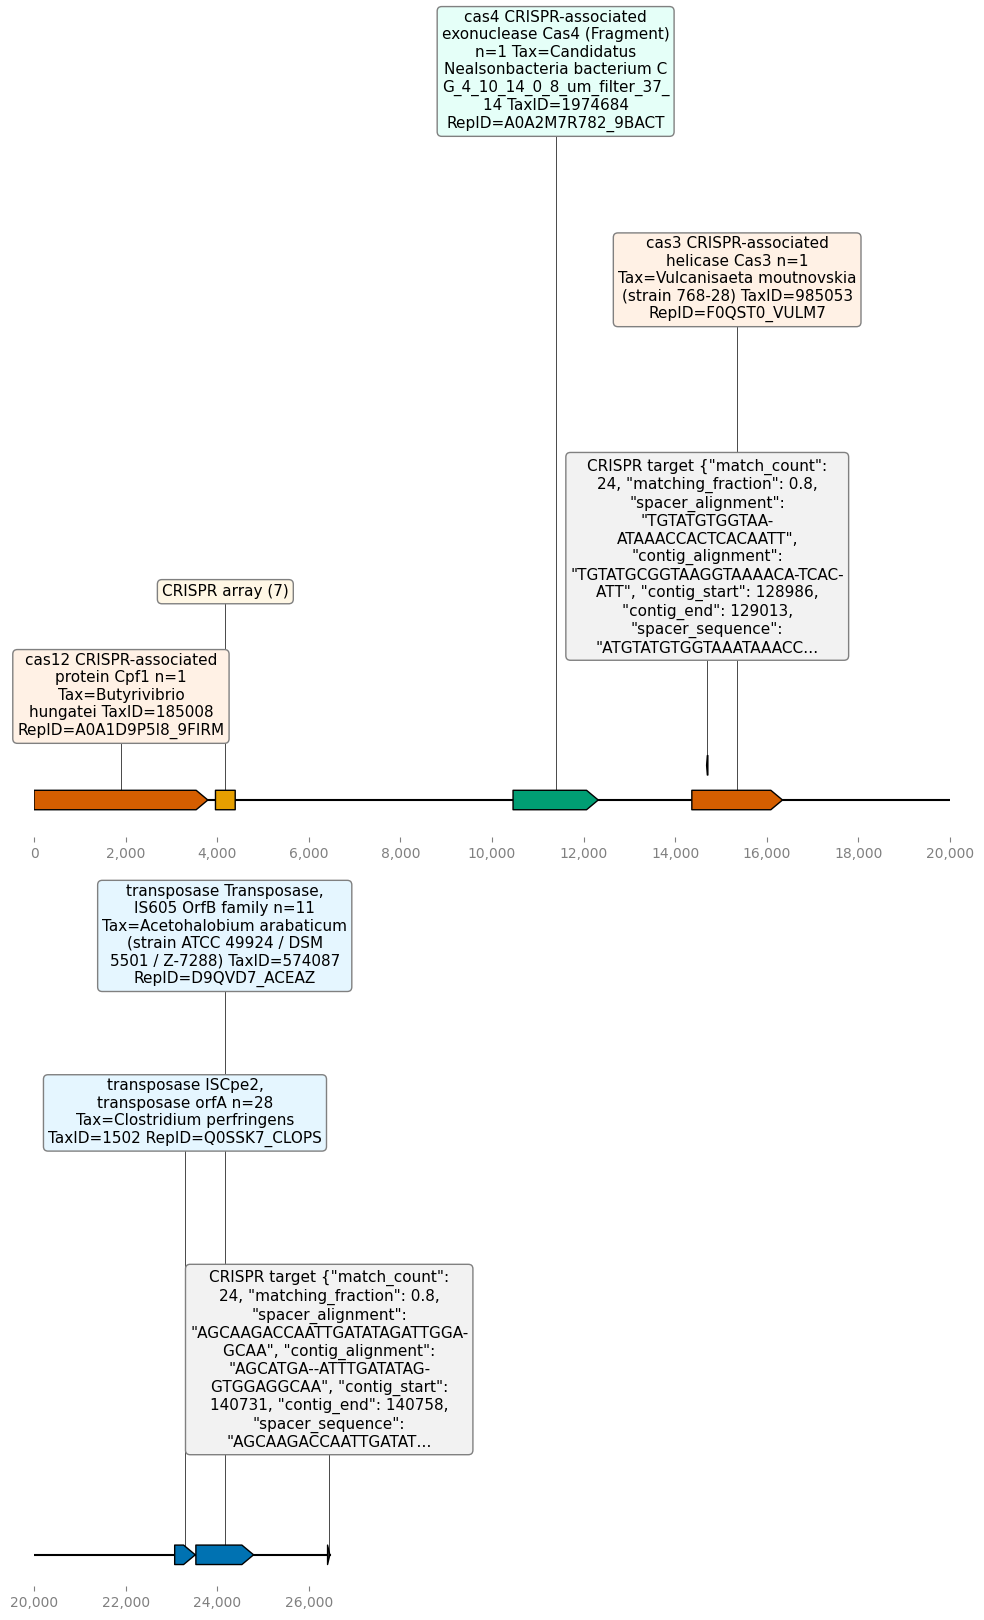 cas4 CRISPR-associated
exonuclease Cas4 (Fragment)
n=1 Tax=Candidatus
Nealsonbacteria bacterium C
G_4_10_14_0_8_um_filter_37_
14 TaxID=1974684
RepID=A0A2M7R782_9BACT
cas3 CRISPR-associated
helicase Cas3 n=1
Tax=Vulcanisaeta moutnovskia
(strain 768-28) TaxID=985053
RepID=F0QST0_VULM7
CRISPR target {"match_count":
24, "matching_fraction": 0.8,
"spacer_alignment":
"TGTATGTGGTAA-
ATAAACCACTCACAATT",
"contig_alignment":
"TGTATGCGGTAAGGTAAAACA-TCAC-
ATT", "contig_start": 128986,
"contig_end": 129013,
"spacer_sequence":
"ATGTATGTGGTAAATAAACC...
CRISPR array (7)
cas12 CRISPR-associated
protein Cpf1 n=1
Tax=Butyrivibrio
hungatei TaxID=185008
RepID=A0A1D9P5I8_9FIRM
0 2,000 4,000 6,000 8,000 10,000 12,000 14,000 16,000 18,000 20,000
transposase Transposase,
IS605 OrfB family n=11
Tax=Acetohalobium arabaticum
(strain ATCC 49924 / DSM
5501 / Z-7288) TaxID=574087
RepID=D9QVD7_ACEAZ
transposase ISCpe2,
transposase orfA n=28
Tax=Clostridium perfringens
TaxID=1502 RepID=Q0SSK7_CLOPS
CRISPR target {"match_count":
24, "matching_fraction": 0.8,
"spacer_alignment":
"AGCAAGACCAATTGATATAGATTGGA-
GCAA", "contig_alignment":
"AGCATGA--ATTTGATATAG-
GTGGAGGCAA", "contig_start":
140731, "contig_end": 140758,
"spacer_sequence":
"AGCAAGACCAATTGATAT...
20,000 22,000 24,000 26,000